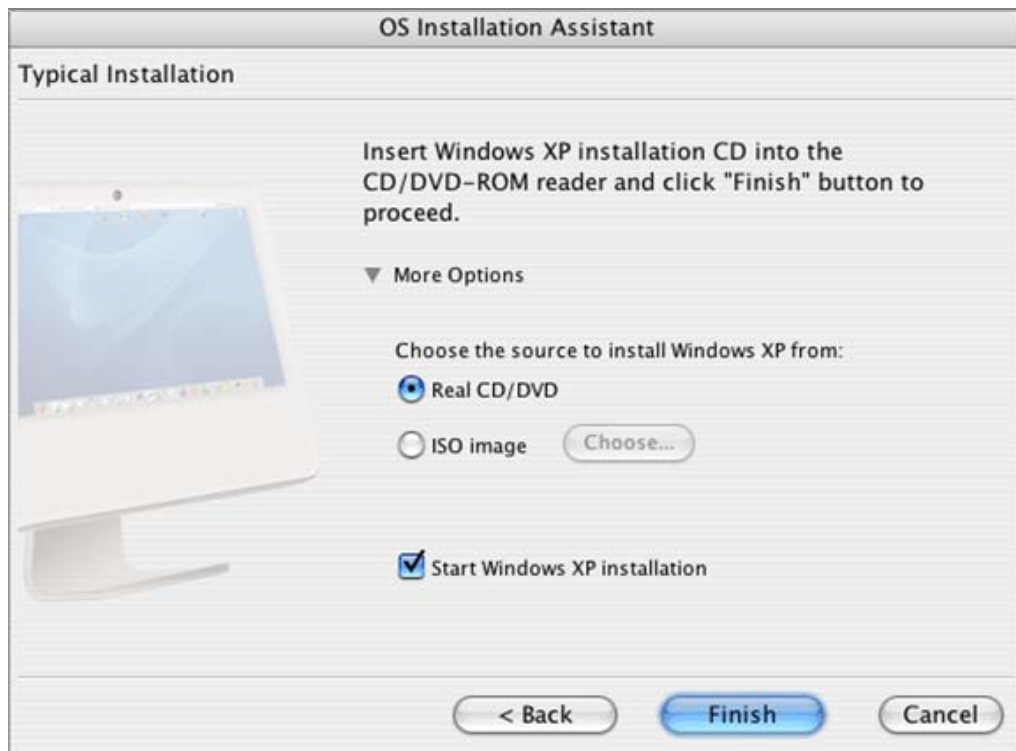 OS Installation Assistant
Typical Installation
Insert Windows XP installation CD into the
CD/DVD-ROM reader and click "Finish" button to
proceed.
More Options
Choose the source to install Windows XP from:
Real CD/DVD
ISO image Choose...
Start Windows XP installation
< Back Finish Cancel